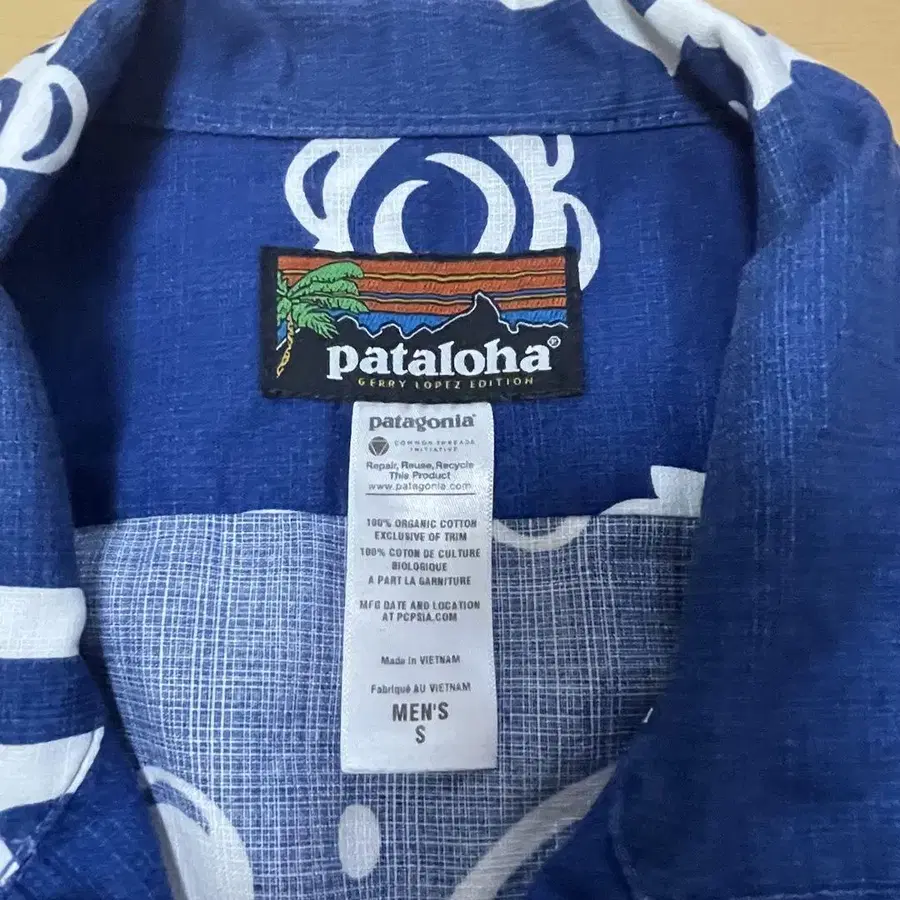 pataloha®
GERRY LOPEZ EDITION
patagonia®
COMMON THREADS
INITIATIVE
Repair, Reuse, Recycle
This Product
www.patagonia.com
100% ORGANIC COTTON
EXCLUSIVE OF TRIM
100% COTON DE CULTURE
BIOLOGIQUE
A PART LA GARNITURE
MFG DATE AND LOCATION
AT PCPSIA.COM
Made in VIETNAM
Fabriqué AU VIETNAM
MEN'S
S